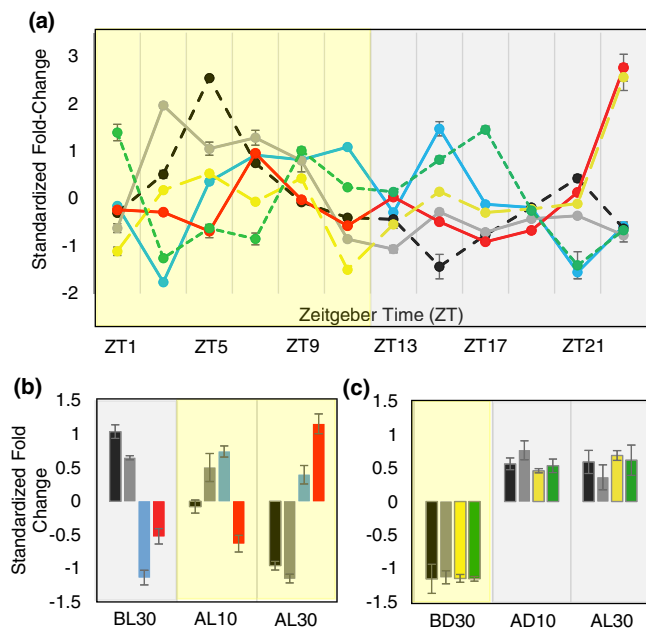 (a)
Standardized Fold-Change
3
2
1
0
-1
-2
Zeitgeber Time (ZT)
ZT1 ZT5 ZT9 ZT13 ZT17 ZT21
(b)
Standardized Fold
Change
1.5
1
0.5
0
-0.5
-1
-1.5
BL30 AL10 AL30
(c)
1.5
1
0.5
0
-0.5
-1
-1.5
BD30 AD10 AL30